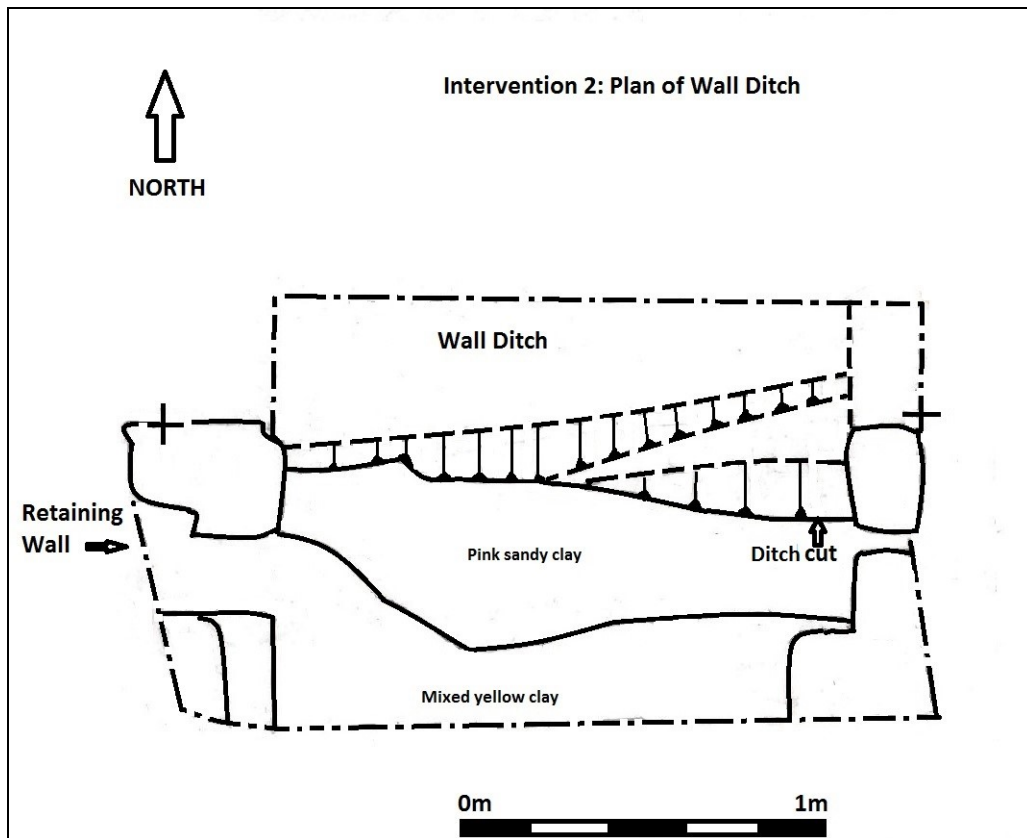 Intervention 2: Plan of Wall Ditch
NORTH
Wall Ditch
Retaining
Wall
Pink sandy clay
Ditch cut
Mixed yellow clay
0m
1m